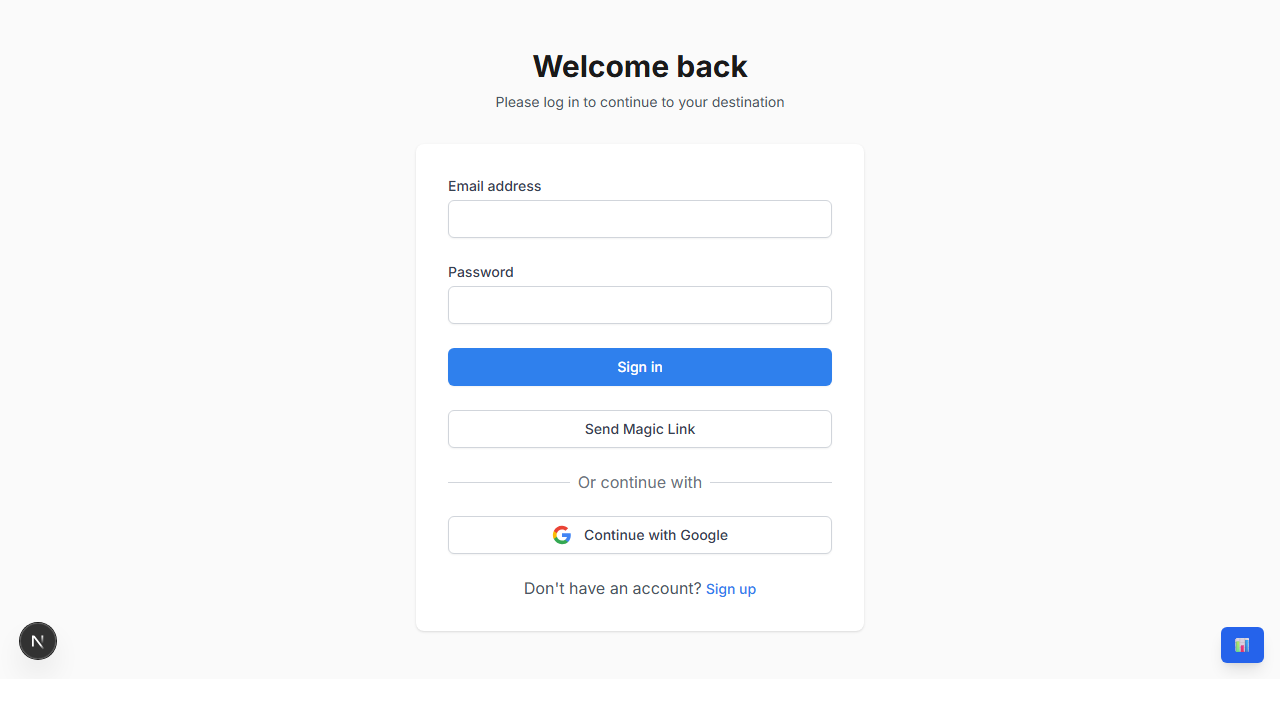 Welcome back
Please log in to continue to your destination
Email address
Password
Sign in
Send Magic Link
Or continue with
Continue with Google
Don't have an account? Sign up
N